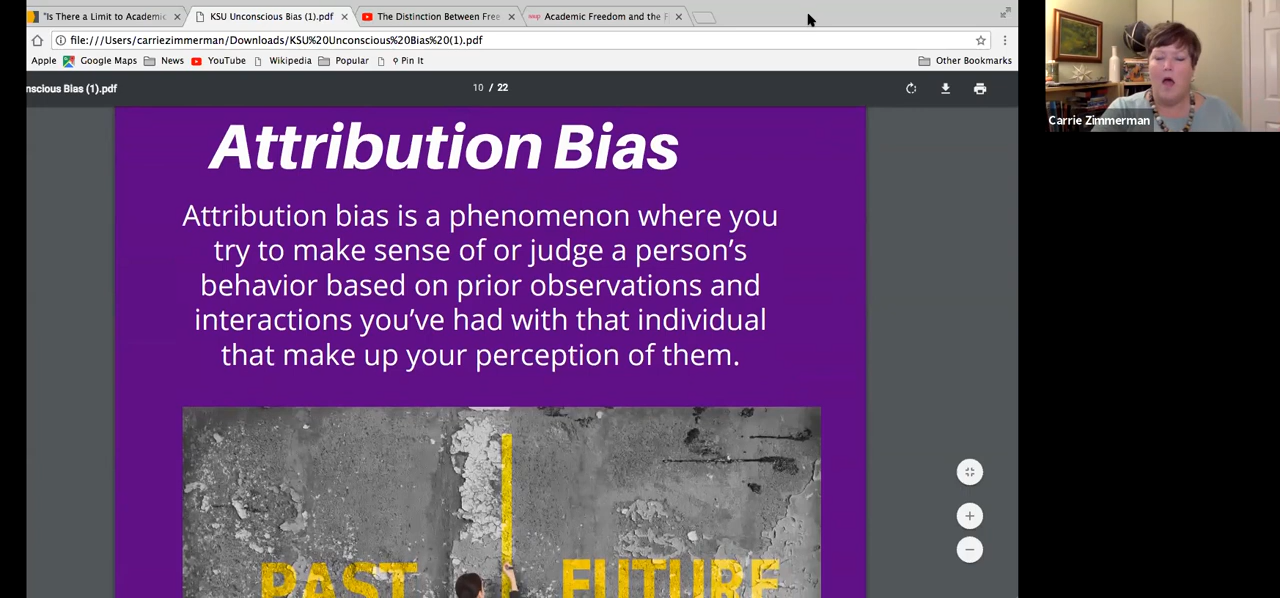 "Is There a Limit to Academic
KSU Unconscious Bias (1).pdf
The Distinction Between Free
Academic Freedom and the F
file:///Users/carriezimmerman/Downloads/KSU%20Unconscious%20Bias%20(1).pdf
Apple Google Maps News YouTube Wikipedia Popular Pin It Other Bookmarks
nscious Bias (1).pdf
10 / 22
Attribution Bias
Attribution bias is a phenomenon where you
try to make sense of or judge a person's
behavior based on prior observations and
interactions you've had with that individual
that make up your perception of them.
PAST
FUTURE
Carrie Zimmerman